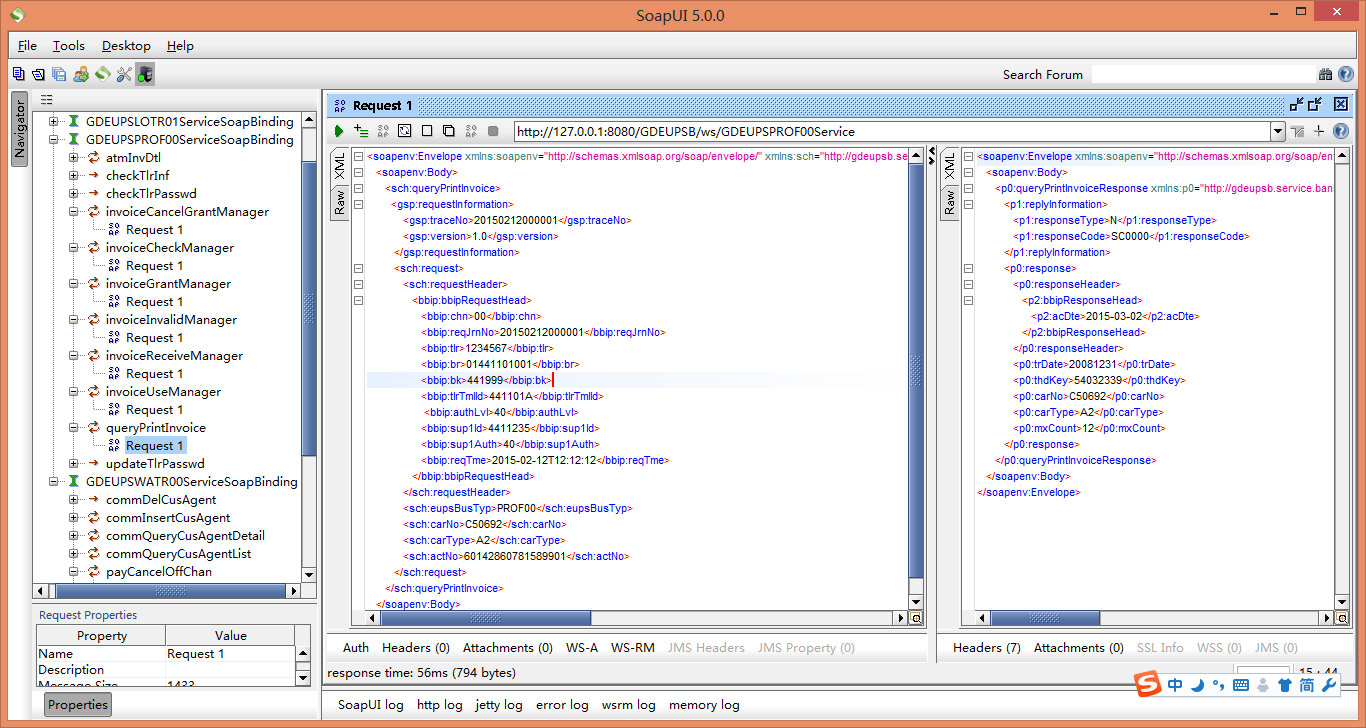 SoapUI 5.0.0
File Tools Desktop Help
Search Forum
Navigator
GDEUPSLOTR01ServiceSoapBinding
GDEUPSPROF00ServiceSoapBinding
atmInvDtl
checkTlrInf
checkTlrPasswd
invoiceCancelGrantManager
Request 1
invoiceCheckManager
Request 1
invoiceGrantManager
Request 1
invoiceInvalidManager
Request 1
invoiceReceiveManager
Request 1
invoiceUseManager
Request 1
queryPrintInvoice
Request 1
updateTlrPasswd
GDEUPSWATR00ServiceSoapBinding
commDelCusAgent
commInsertCusAgent
commQueryCusAgentDetail
commQueryCusAgentList
payCancelOffChan
Request Properties
Property Value
Name Request 1
Description
Message Size 1433
Properties
Request 1
http://127.0.0.1:8080/GDEUPSB/ws/GDEUPSPROF00Service
XML
Raw
<soapenv:Envelope xmlns:soapenv="http://schemas.xmlsoap.org/soap/envelope/" xmlns:sch="http://gdeupsb.se
<soapenv:Body>
<sch:queryPrintInvoice>
<gsp:requestInformation>
<gsp:traceNo>20150212000001</gsp:traceNo>
<gsp:version>1.0</gsp:version>
</gsp:requestInformation>
<sch:request>
<sch:requestHeader>
<bbip:bbipRequestHead>
<bbip:chn>00</bbip:chn>
<bbip:reqJrnNo>20150212000001</bbip:reqJrnNo>
<bbip:tlr>1234567</bbip:tlr>
<bbip:br>01441101001</bbip:br>
<bbip:bk>441999</bbip:bk>
<bbip:tlrTmlId>441101A</bbip:tlrTmlId>
<bbip:authLvl>40</bbip:authLvl>
<bbip:sup1Id>4411235</bbip:sup1Id>
<bbip:sup1Auth>40</bbip:sup1Auth>
<bbip:reqTme>2015-02-12T12:12:12</bbip:reqTme>
</bbip:bbipRequestHead>
</sch:requestHeader>
<sch:eupsBusTyp>PROF00</sch:eupsBusTyp>
<sch:carNo>C50692</sch:carNo>
<sch:carType>A2</sch:carType>
<sch:actNo>60142860781589901</sch:actNo>
</sch:request>
</sch:queryPrintInvoice>
</soapenv:Body>
Auth Headers (0) Attachments (0) WS-A WS-RM JMS Headers JMS Property (0)
response time: 56ms (794 bytes)
XML
Raw
<soapenv:Envelope xmlns:soapenv="http://schemas.xmlsoap.org/soap/en
<soapenv:Body>
<p0:queryPrintInvoiceResponse xmlns:p0="http://gdeupsb.service.ban
<p1:replyInformation>
<p1:responseType>N</p1:responseType>
<p1:responseCode>SC0000</p1:responseCode>
</p1:replyInformation>
<p0:response>
<p0:responseHeader>
<p2:bbipResponseHead>
<p2:acDte>2015-03-02</p2:acDte>
</p2:bbipResponseHead>
</p0:responseHeader>
<p0:trDate>20081231</p0:trDate>
<p0:thdKey>54032339</p0:thdKey>
<p0:carNo>C50692</p0:carNo>
<p0:carType>A2</p0:carType>
<p0:mxCount>12</p0:mxCount>
</p0:response>
</p0:queryPrintInvoiceResponse>
</soapenv:Body>
</soapenv:Envelope>
Headers (7) Attachments (0) SSL Info WSS (0) JMS (0)
15 : 44
中 简
SoapUI log http log jetty log error log wsrm log memory log